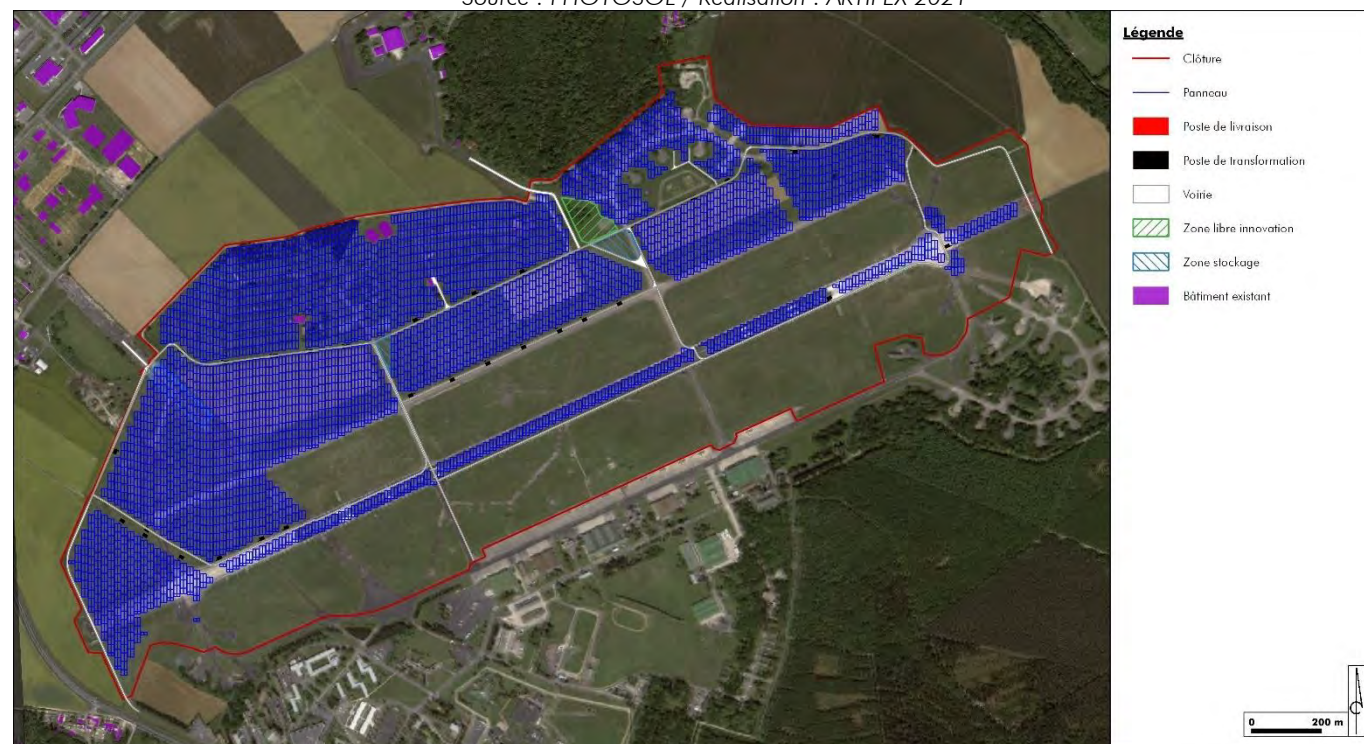 Source : PHOTOSOL / Réalisation : ARTIFEX 2021
Légende
Clôture
Panneau
Poste de livraison
Poste de transformation
Voirie
Zone libre innovation
Zone stockage
Bâtiment existant
0 200 m